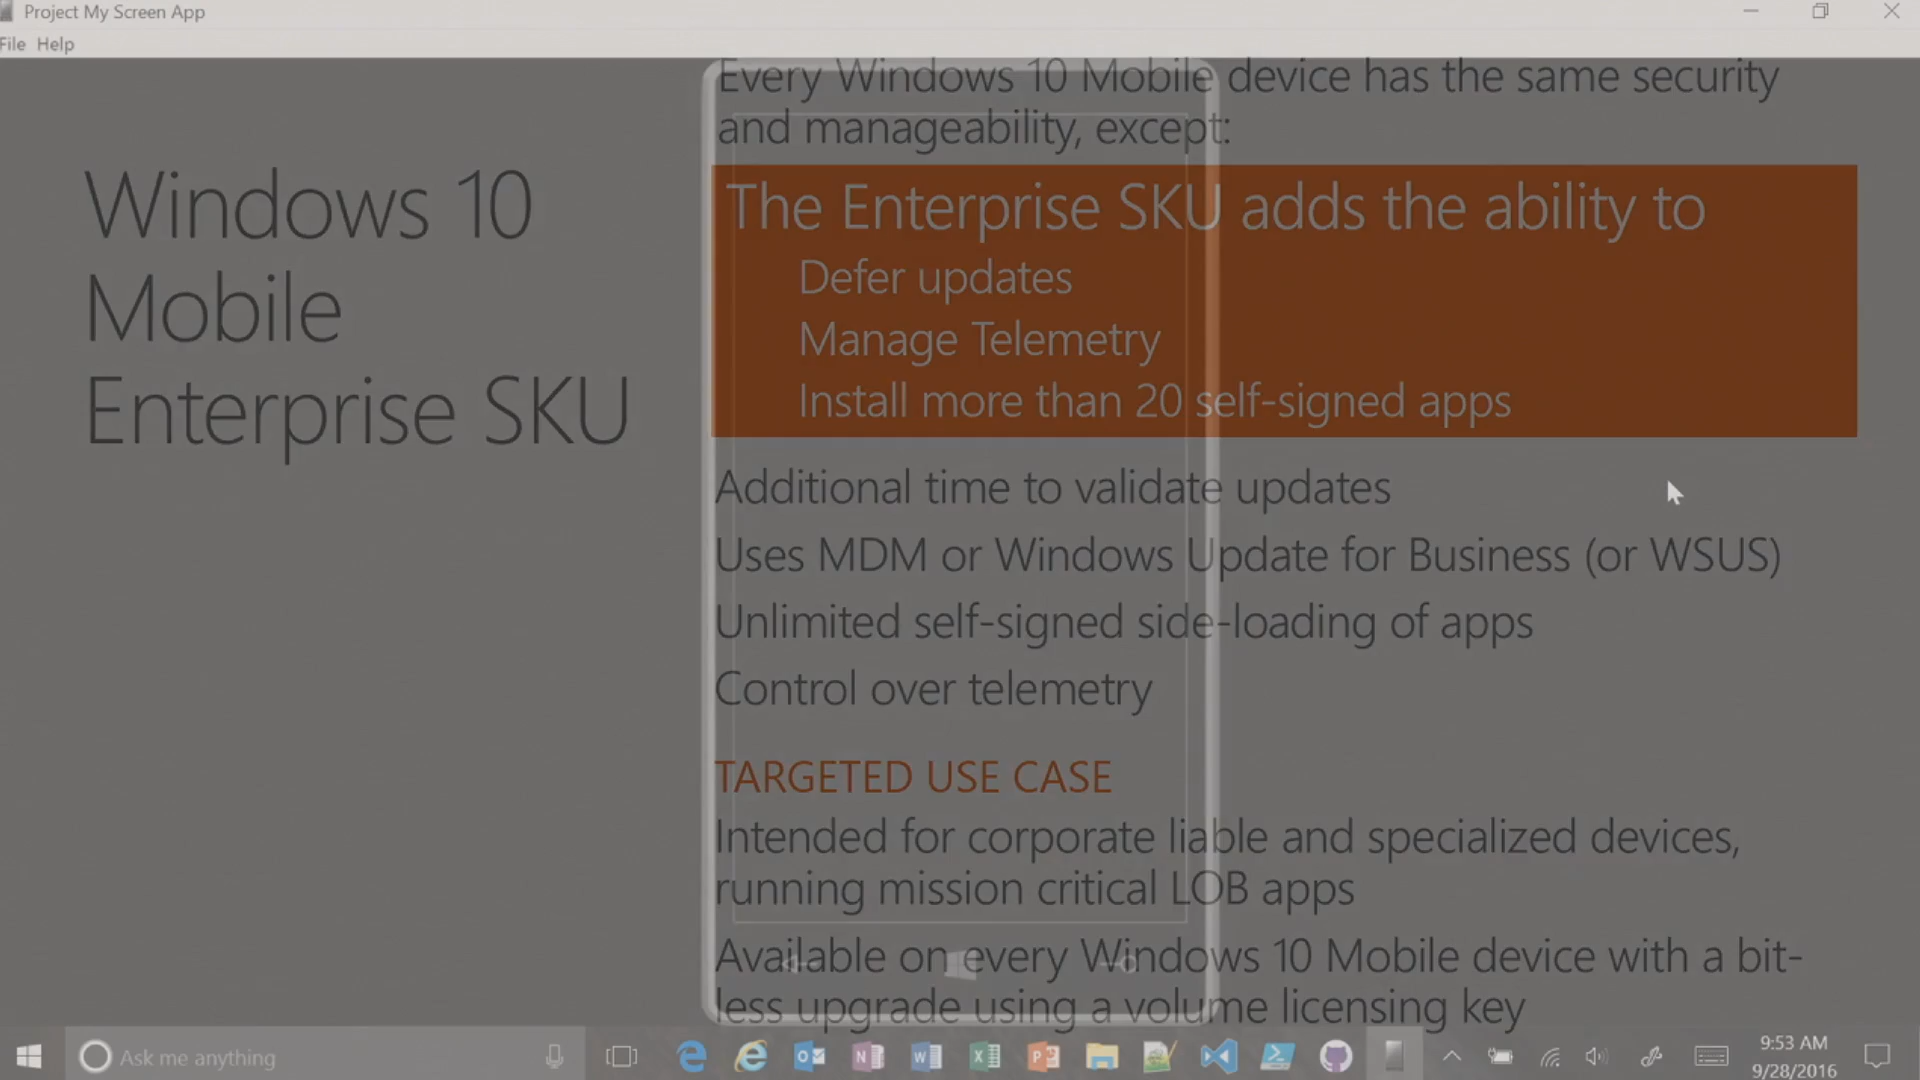 Project My Screen App
File Help
Windows 10
Mobile
Enterprise SKU
Every Windows 10 Mobile device has the same security
and manageability, except:
The Enterprise SKU adds the ability to
Defer updates
Manage Telemetry
Install more than 20 self-signed apps
Additional time to validate updates
Uses MDM or Windows Update for Business (or WSUS)
Unlimited self-signed side-loading of apps
Control over telemetry
TARGETED USE CASE
Intended for corporate liable and specialized devices,
running mission critical LOB apps
Available on every Windows 10 Mobile device with a bit-
less upgrade using a volume licensing key
Ask me anything
9:53 AM
9/28/2016